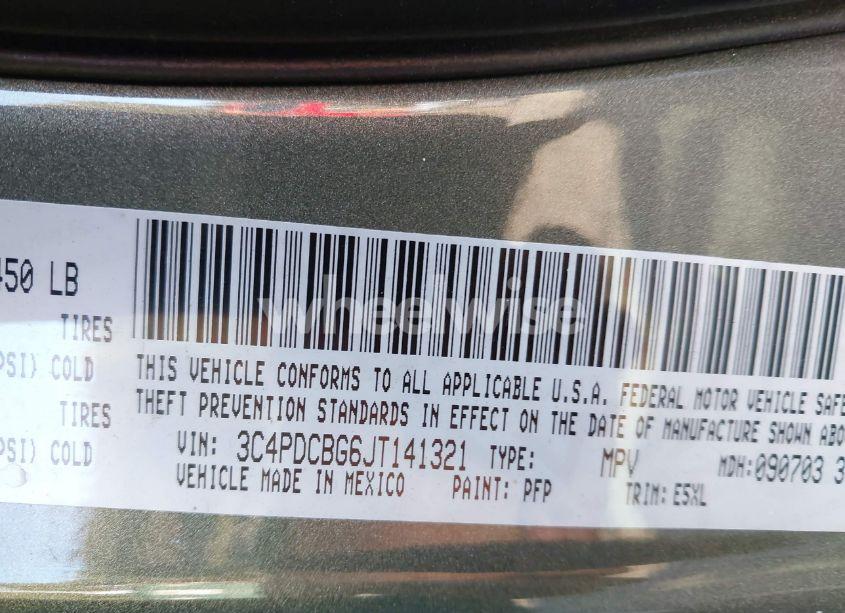 450 LB
wheelwise
TIRES
PSI) COLD
THIS VEHICLE CONFORMS TO ALL APPLICABLE U.S.A. FEDERAL MOTOR VEHICLE SAFE
TIRES
THEFT PREVENTION STANDARDS IN EFFECT ON THE DATE OF MANUFACTURE SHOWN ABO
PSI) COLD
VIN: 3C4PDCBG6JT141321 TYPE: MPV MDH:090703 3
VEHICLE MADE IN MEXICO PAINT: PFP TRIM: E5XL